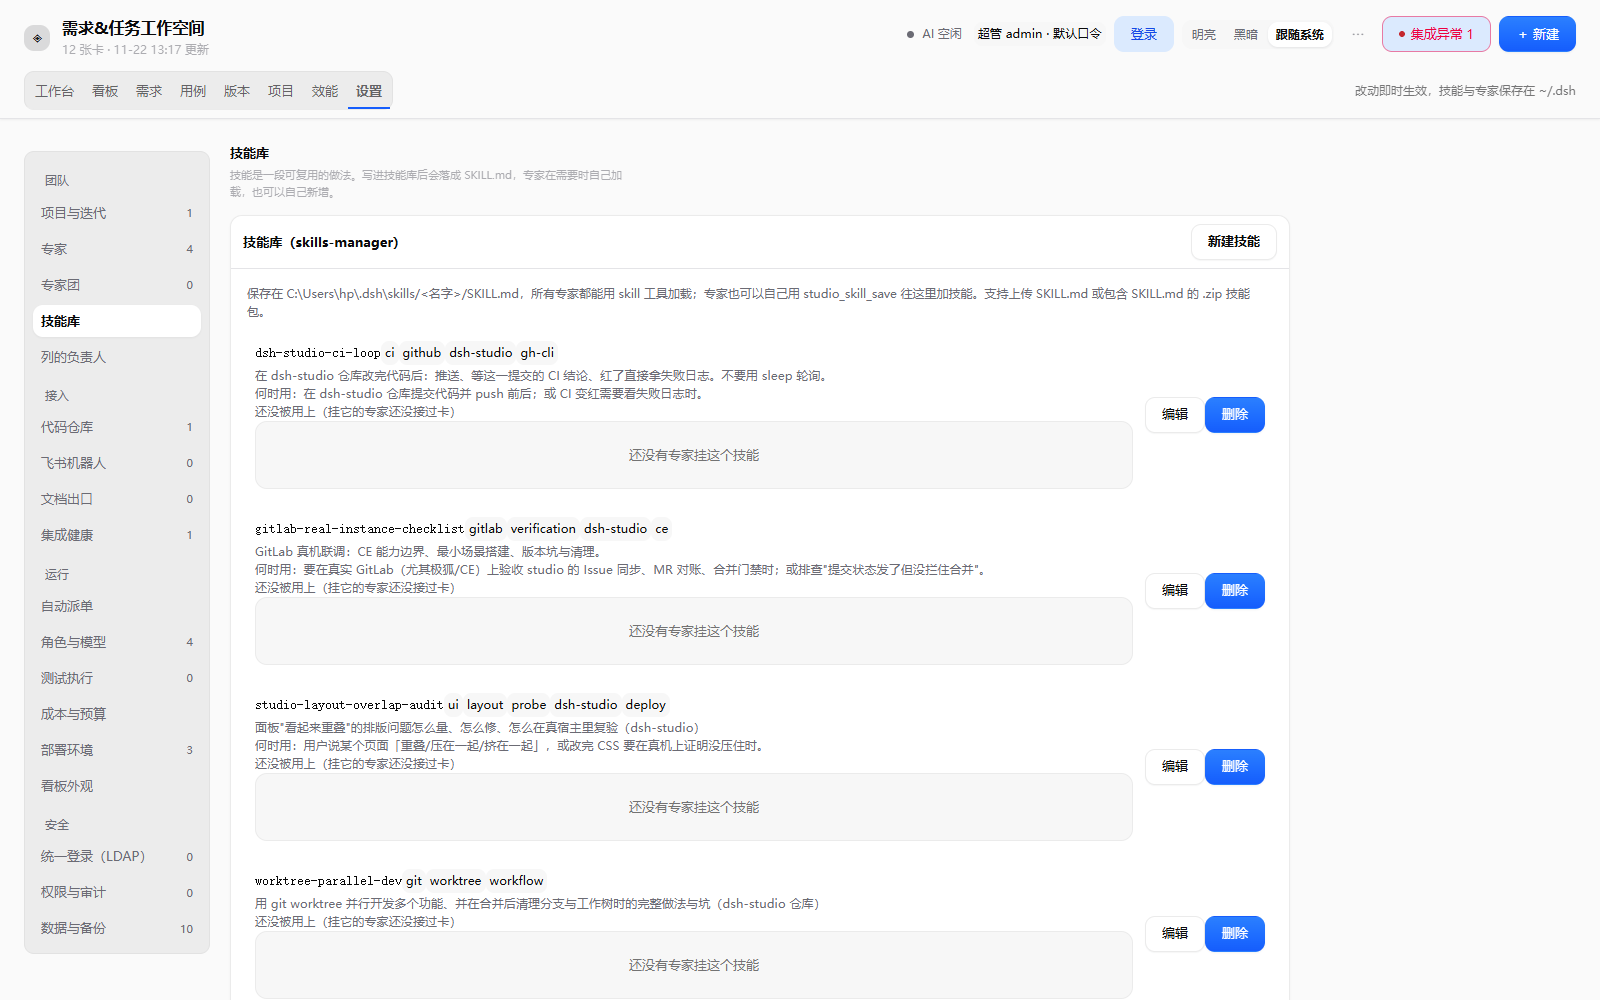 需求&任务工作空间
12 张卡 · 11-22 13:17 更新
AI 空闲
超管 admin · 默认口令
登录
明亮
黑暗
跟随系统
···
集成异常 1
+ 新建
工作台
看板
需求
用例
版本
项目
效能
设置
改动即时生效，技能与专家保存在 ~/.dsh
团队
项目与迭代 1
专家 4
专家团 0
技能库
列的负责人
接入
代码仓库 1
飞书机器人 0
文档出口 0
集成健康 1
运行
自动派单
角色与模型 4
测试执行 0
成本与预算
部署环境 3
看板外观
安全
统一登录（LDAP） 0
权限与审计 0
数据与备份 10
技能库
技能是一段可复用的做法。写进技能库后会落成 SKILL.md，专家在需要时自己加
载，也可以自己新增。
技能库（skills-manager）
新建技能
保存在 C:\Users\hp\.dsh\skills/<名字>/SKILL.md，所有专家都能用 skill 工具加载；专家也可以自己用 studio_skill_save 往这里加技能。支持上传 SKILL.md 或包含 SKILL.md 的 .zip 技能
包。
dsh-studio-ci-loop ci github dsh-studio gh-cli
在 dsh-studio 仓库改完代码后：推送、等这一提交的 CI 结论、红了直接拿失败日志。不要用 sleep 轮询。
何时用：在 dsh-studio 仓库提交代码并 push 前后；或 CI 变红需要看失败日志时。
还没被用上（挂它的专家还没接过卡）
还没有专家挂这个技能
编辑
删除
gitlab-real-instance-checklist gitlab verification dsh-studio ce
GitLab 真机联调：CE 能力边界、最小场景搭建、版本坑与清理。
何时用：要在真实 GitLab（尤其极狐/CE）上验收 studio 的 Issue 同步、MR 对账、合并门禁时；或排查"提交状态发了但没拦住合并"。
还没被用上（挂它的专家还没接过卡）
还没有专家挂这个技能
编辑
删除
studio-layout-overlap-audit ui layout probe dsh-studio deploy
面板"看起来重叠"的排版问题怎么量、怎么修、怎么在真宿主里复验（dsh-studio）
何时用：用户说某个页面「重叠/压在一起/挤在一起」，或改完 CSS 要在真机上证明没压住时。
还没被用上（挂它的专家还没接过卡）
还没有专家挂这个技能
编辑
删除
worktree-parallel-dev git worktree workflow
用 git worktree 并行开发多个功能、并在合并后清理分支与工作树时的完整做法与坑（dsh-studio 仓库）
还没被用上（挂它的专家还没接过卡）
还没有专家挂这个技能
编辑
删除